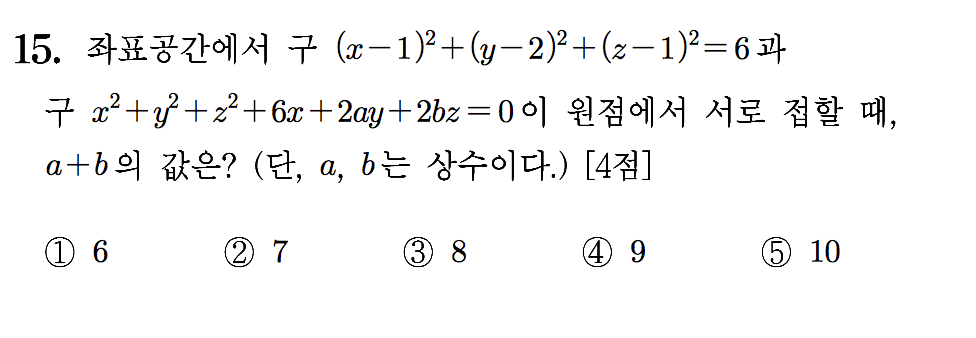 15. 좌표공간에서 구 (x−1)²+(y−2)²+(z−1)²=6과
구 x²+y²+z²+6x+2ay+2bz=0이 원점에서 서로 접할 때,
a+b의 값은? (단, a, b는 상수이다.) [4점]
① 6 ② 7 ③ 8 ④ 9 ⑤ 10